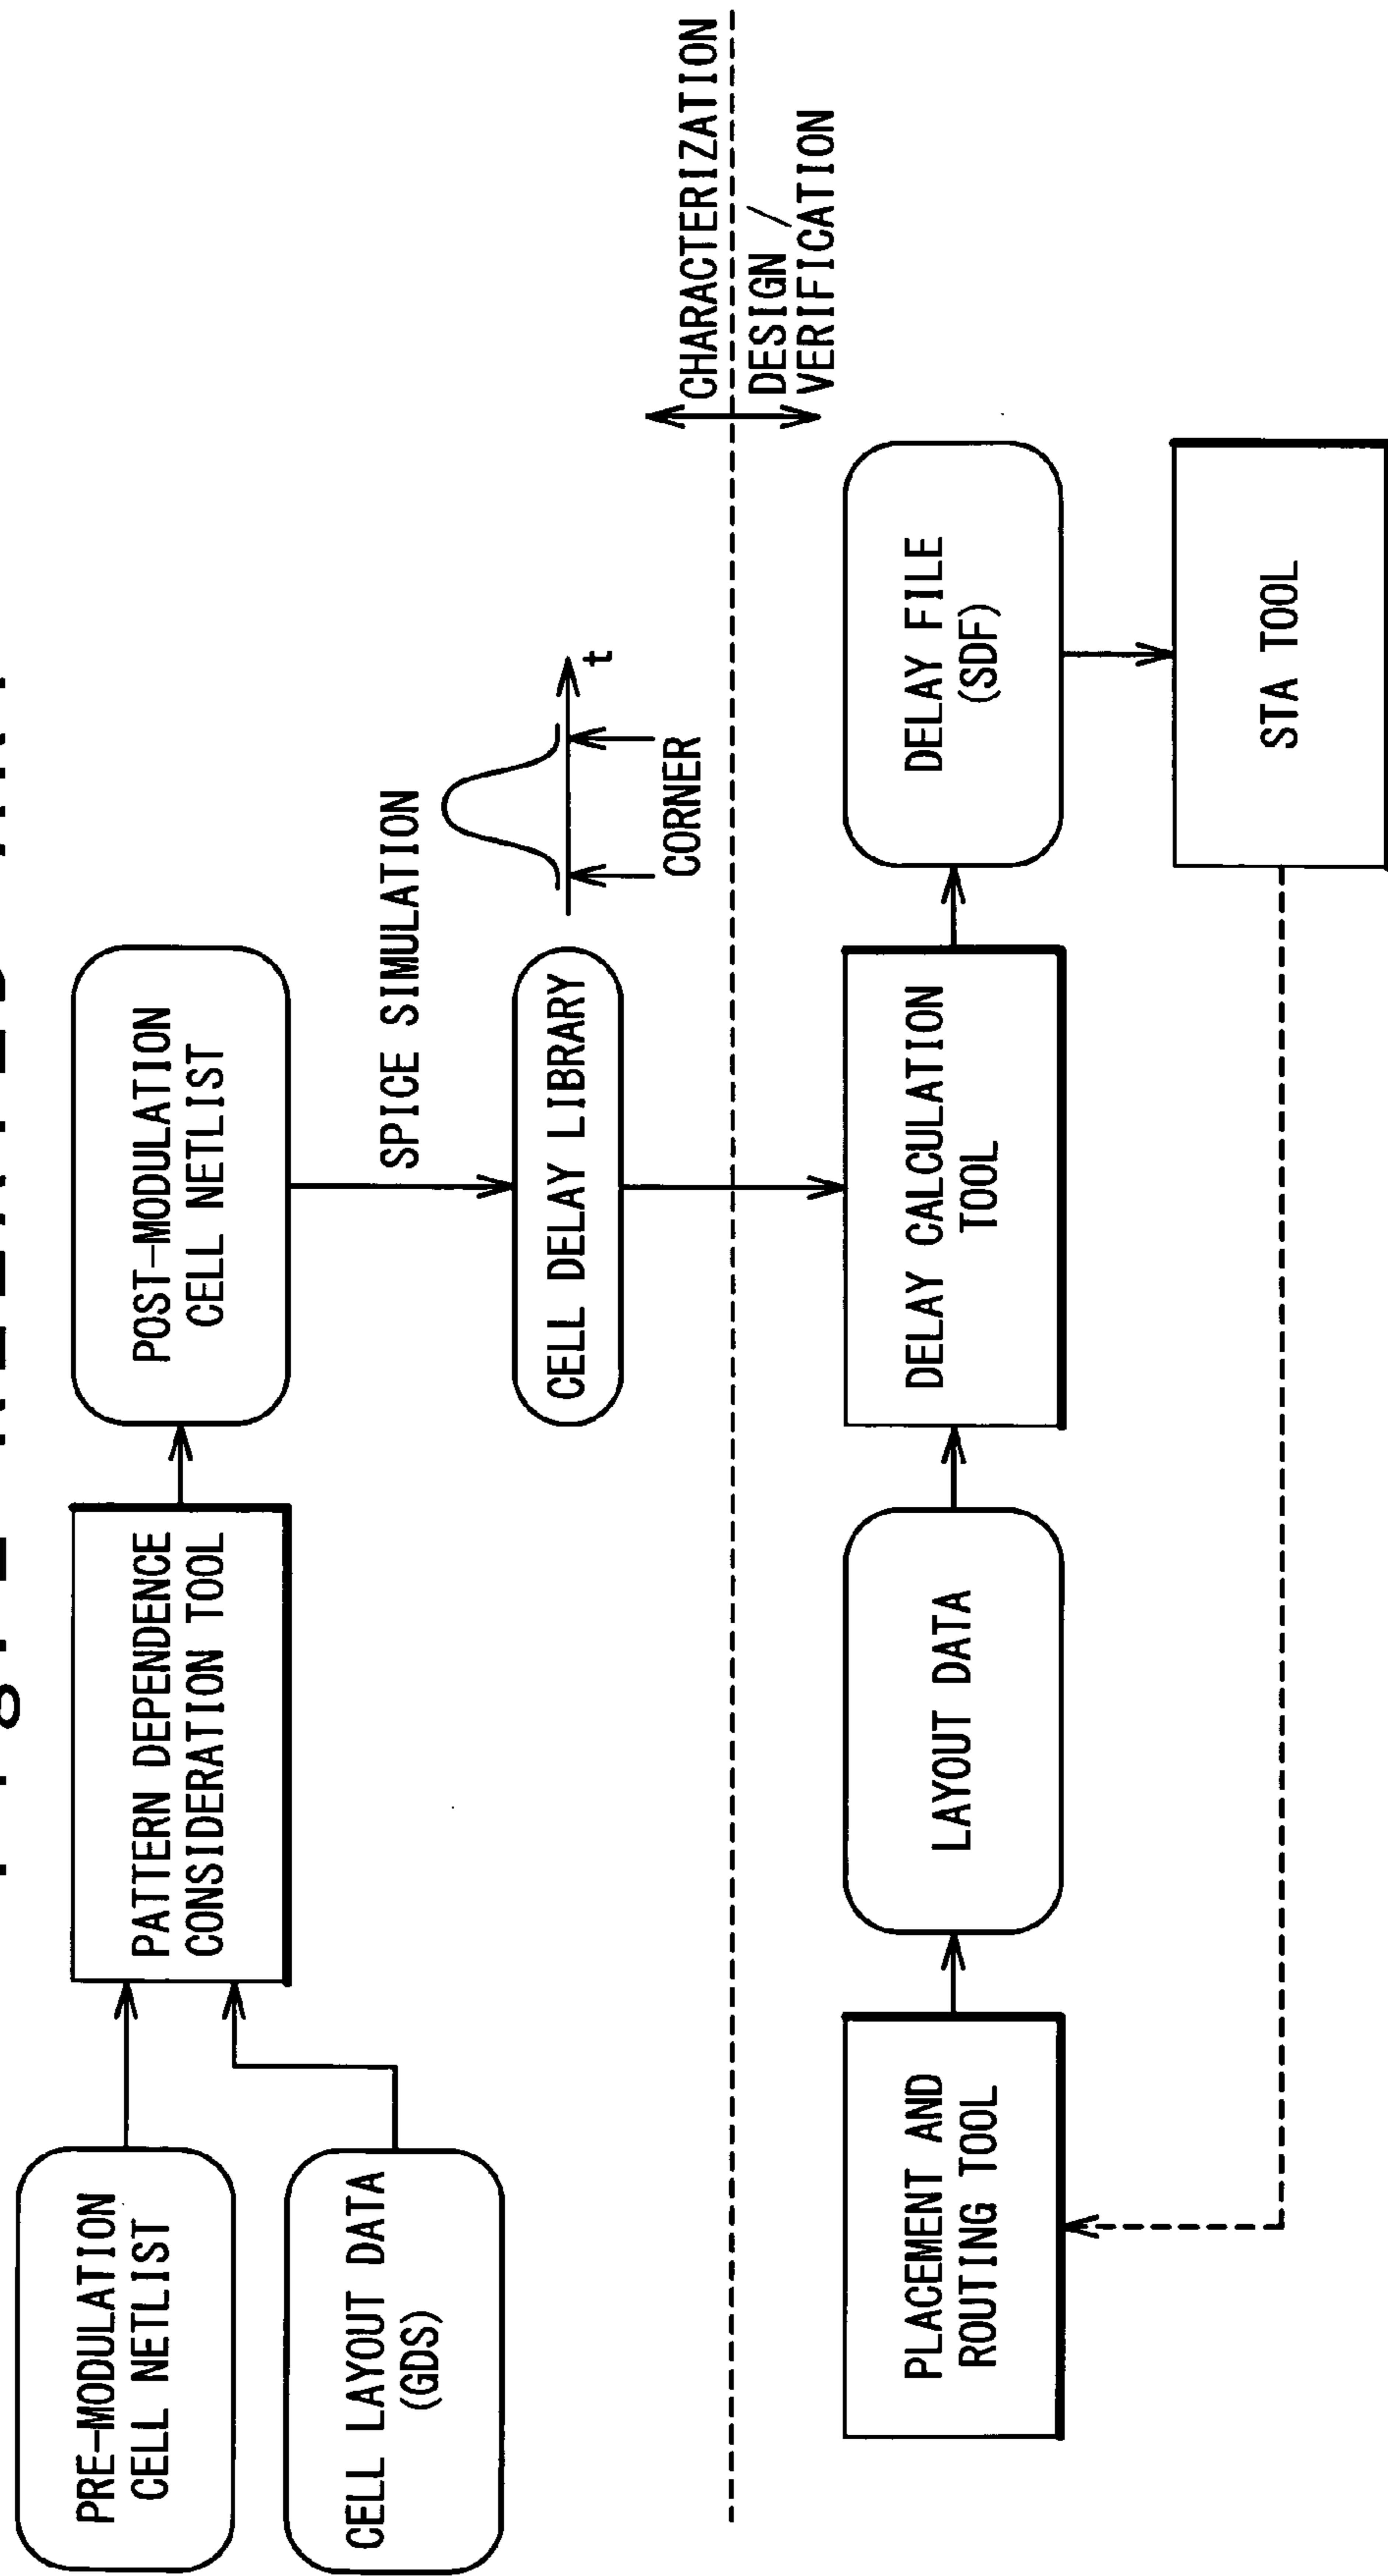 PRE-MODULATION
CELL NETLIST
CELL LAYOUT DATA
(GDS)
PATTERN DEPENDENCE
CONSIDERATION TOOL
POST-MODULATION
CELL NETLIST
SPICE SIMULATION
CELL DELAY LIBRARY
t
CORNER
CHARACTERIZATION
DESIGN /
VERIFICATION
PLACEMENT AND
ROUTING TOOL
LAYOUT DATA
DELAY CALCULATION
TOOL
DELAY FILE
(SDF)
STA TOOL